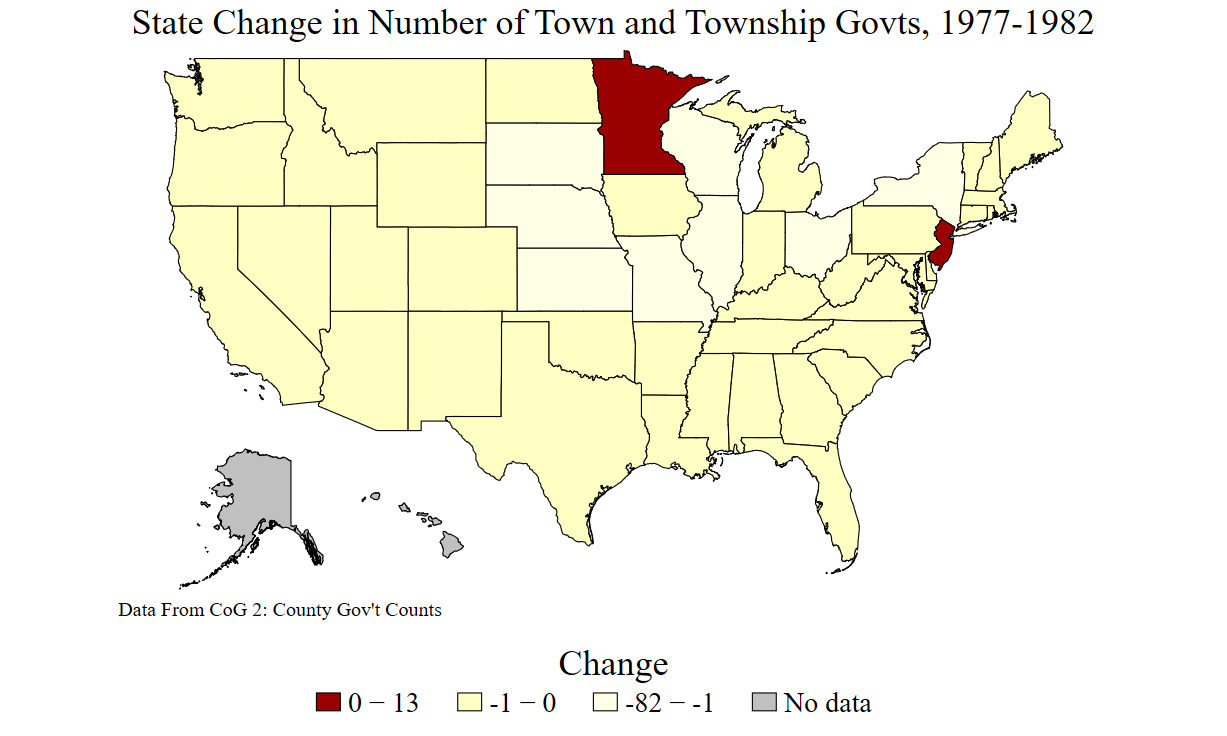 State Change in Number of Town and Township Govts, 1977-1982
Data From CoG 2: County Gov't Counts
Change
0 − 13 -1 − 0 -82 − -1 No data